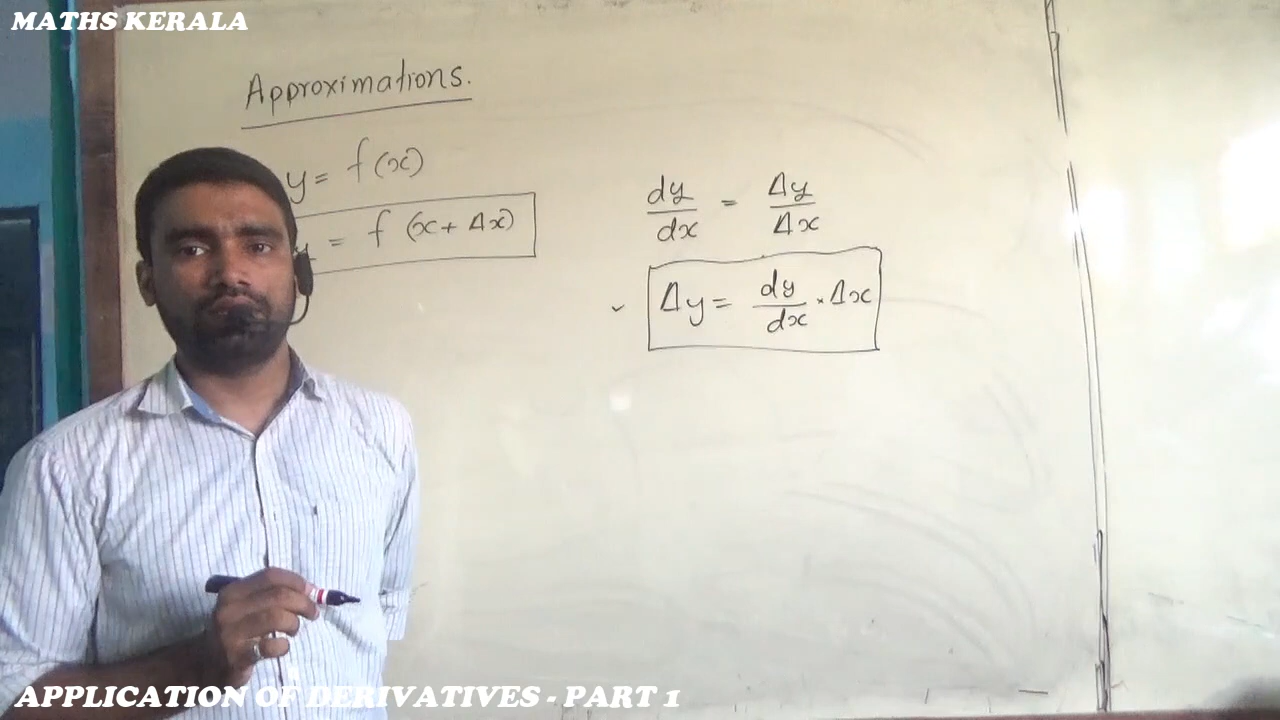 MATHS KERALA
Approximations.
y = f(x)
= f (x + Δx)
dy/dx = Δy/Δx
Δy = dy/dx × Δx
APPLICATION OF DERIVATIVES - PART 1